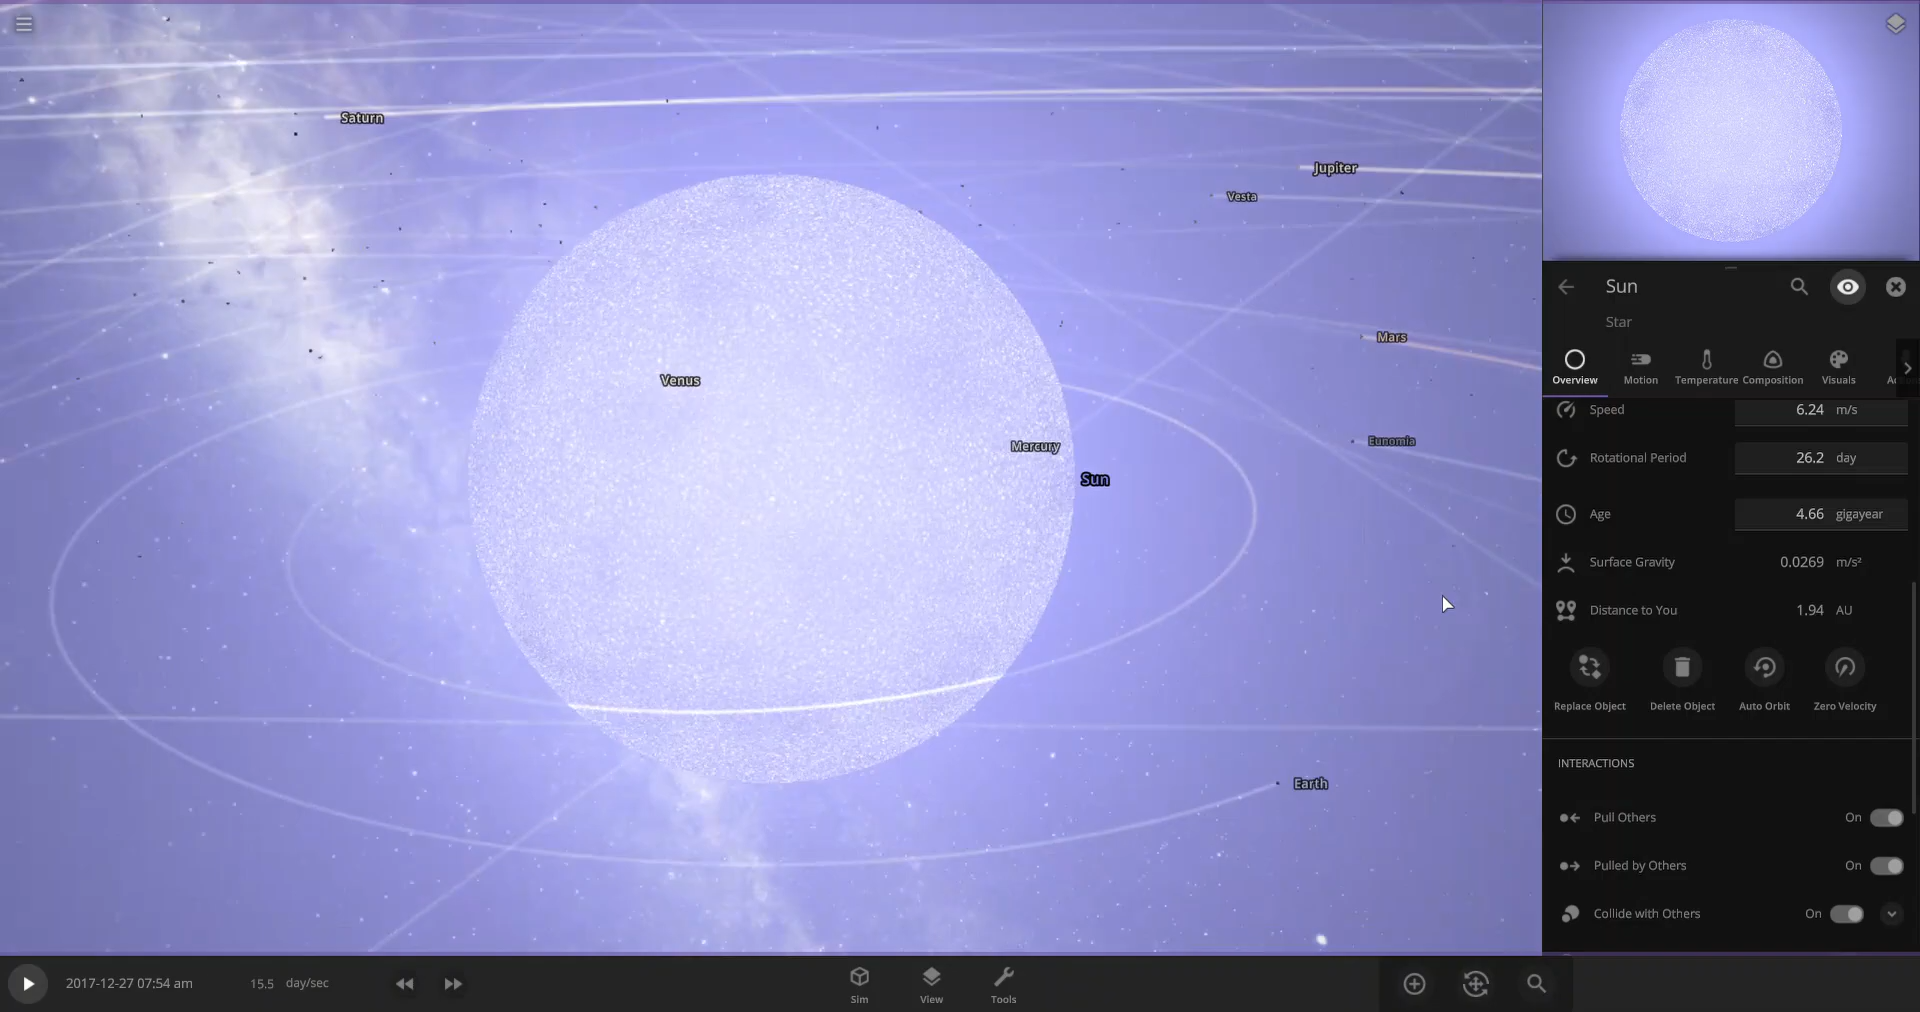 Saturn
Jupiter
Vesta
Mars
Venus
Eunomia
Mercury
Sun
Earth
Sun
Star
Overview Motion Temperature Composition Visuals
Speed 6.24 m/s
Rotational Period 26.2 day
Age 4.66 gigayear
Surface Gravity 0.0269 m/s²
Distance to You 1.94 AU
Replace Object Delete Object Auto Orbit Zero Velocity
INTERACTIONS
Pull Others On
Pulled by Others On
Collide with Others On
2017-12-27 07:54 am 15.5 day/sec
Sim View Tools